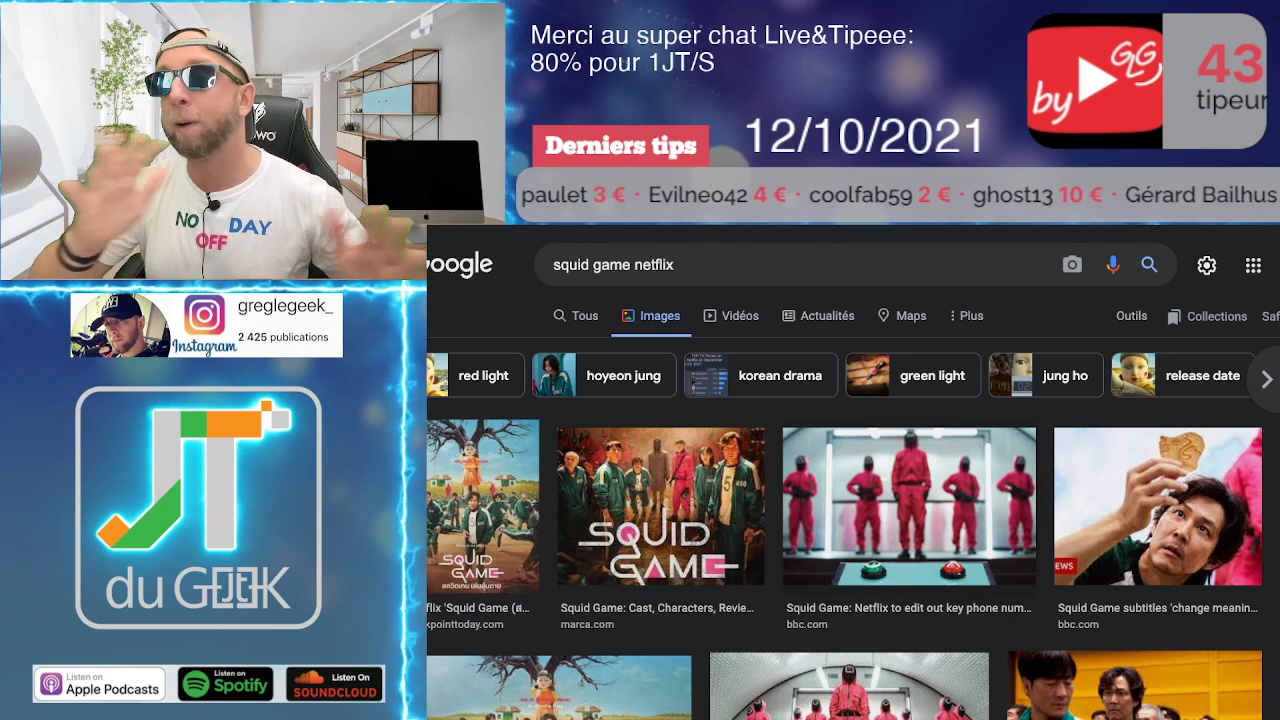 Merci au super chat Live&Tipeee:
80% pour 1JT/S
by
GLG
43
tipeur
Derniers tips
12/10/2021
paulet 3 € · Evilneo42 4 € · coolfab59 2 € · ghost13 10 € · Gérard Bailhus
NO
DAY
OFF
oogle
squid game netflix
Tous
Images
Vidéos
Actualités
Maps
Plus
Outils
Collections
Saf
red light
hoyeon jung
korean drama
green light
jung ho
release date
greglegeek_
Instagram
2 425 publications
JT
du GEEK
Listen on
Apple Podcasts
Listen on
Spotify
Listen On
SOUNDCLOUD
SQUID
GAME
SQUID
GAME
456
NEWS
flix 'Squid Game (ส...
kpointtoday.com
Squid Game: Cast, Characters, Revie...
marca.com
Squid Game: Netflix to edit out key phone num...
bbc.com
Squid Game subtitles 'change meanin...
bbc.com